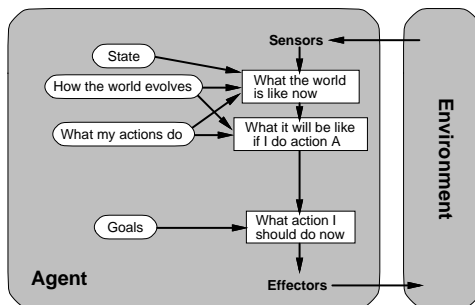 Sensors
State
How the world evolves
What the world
is like now
What my actions do
What it will be like
if I do action A
Goals
What action I
should do now
Agent
Effectors
Environment